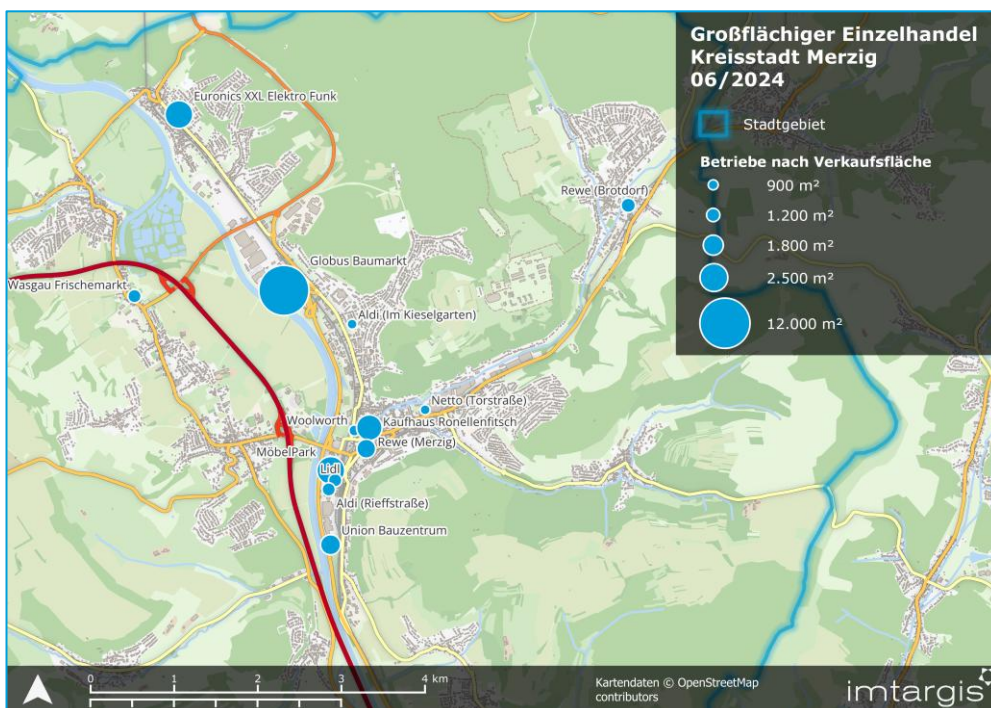 Großflächiger Einzelhandel
Kreisstadt Merzig
06/2024
Stadtgebiet
Betriebe nach Verkaufsfläche
900 m²
1.200 m²
1.800 m²
2.500 m²
12.000 m²
Euronics XXL Elektro Funk
Rewe (Brotdorf)
Globus Baumarkt
Wasgau Frischemarkt
Aldi (Im Kieselgarten)
Netto (Torstraße)
Woolworth
Kaufhaus Ronellenfitsch
Rewe (Merzig)
MöbelPark
Lidl
Aldi (Rieffstraße)
Union Bauzentrum
0 1 2 3 4 km
Kartendaten © OpenStreetMap
contributors
imtargis